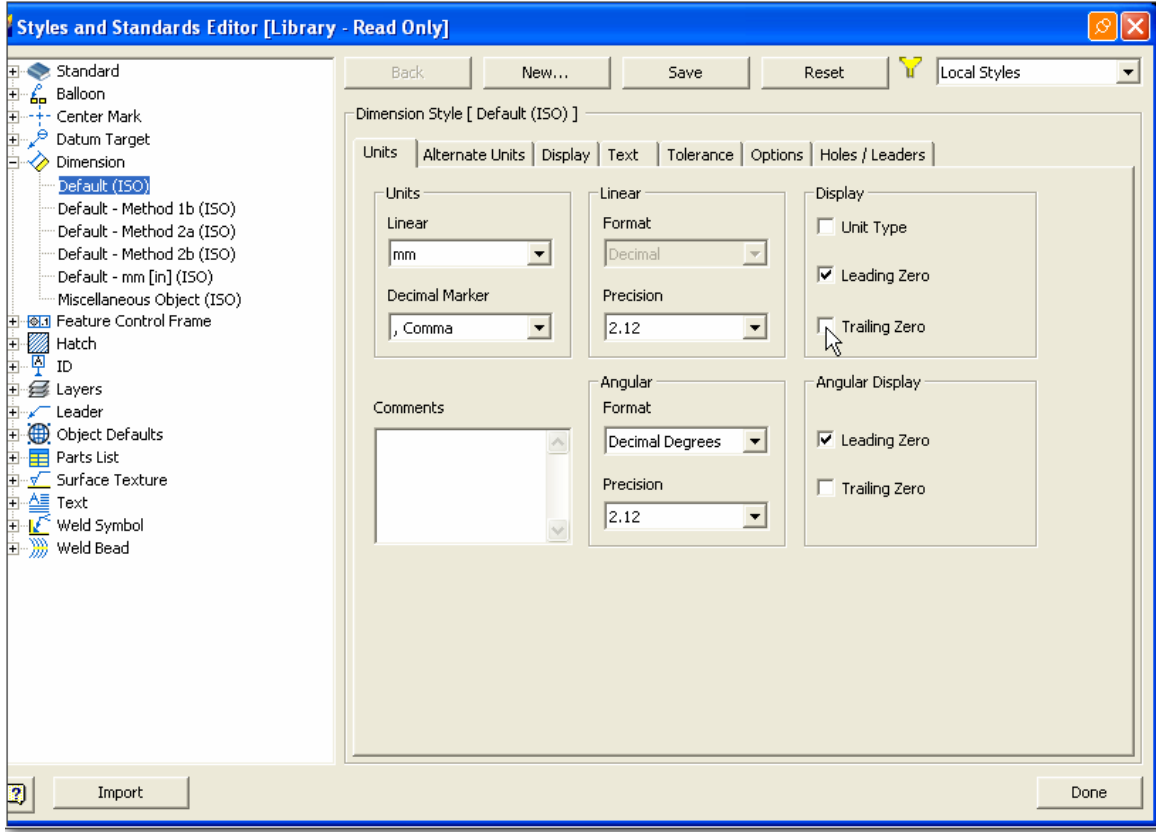 Styles and Standards Editor [Library - Read Only]
Standard
Balloon
Center Mark
Datum Target
Dimension
Default (ISO)
Default - Method 1b (ISO)
Default - Method 2a (ISO)
Default - Method 2b (ISO)
Default - mm [in] (ISO)
Miscellaneous Object (ISO)
Feature Control Frame
Hatch
ID
Layers
Leader
Object Defaults
Parts List
Surface Texture
Text
Weld Symbol
Weld Bead
Back New... Save Reset Local Styles
Dimension Style [ Default (ISO) ]
Units Alternate Units Display Text Tolerance Options Holes / Leaders
Units
Linear
mm
Decimal Marker
, Comma
Comments
Linear
Format
Decimal
Precision
2.12
Angular
Format
Decimal Degrees
Precision
2.12
Display
Unit Type
Leading Zero
Trailing Zero
Angular Display
Leading Zero
Trailing Zero
? Import Done